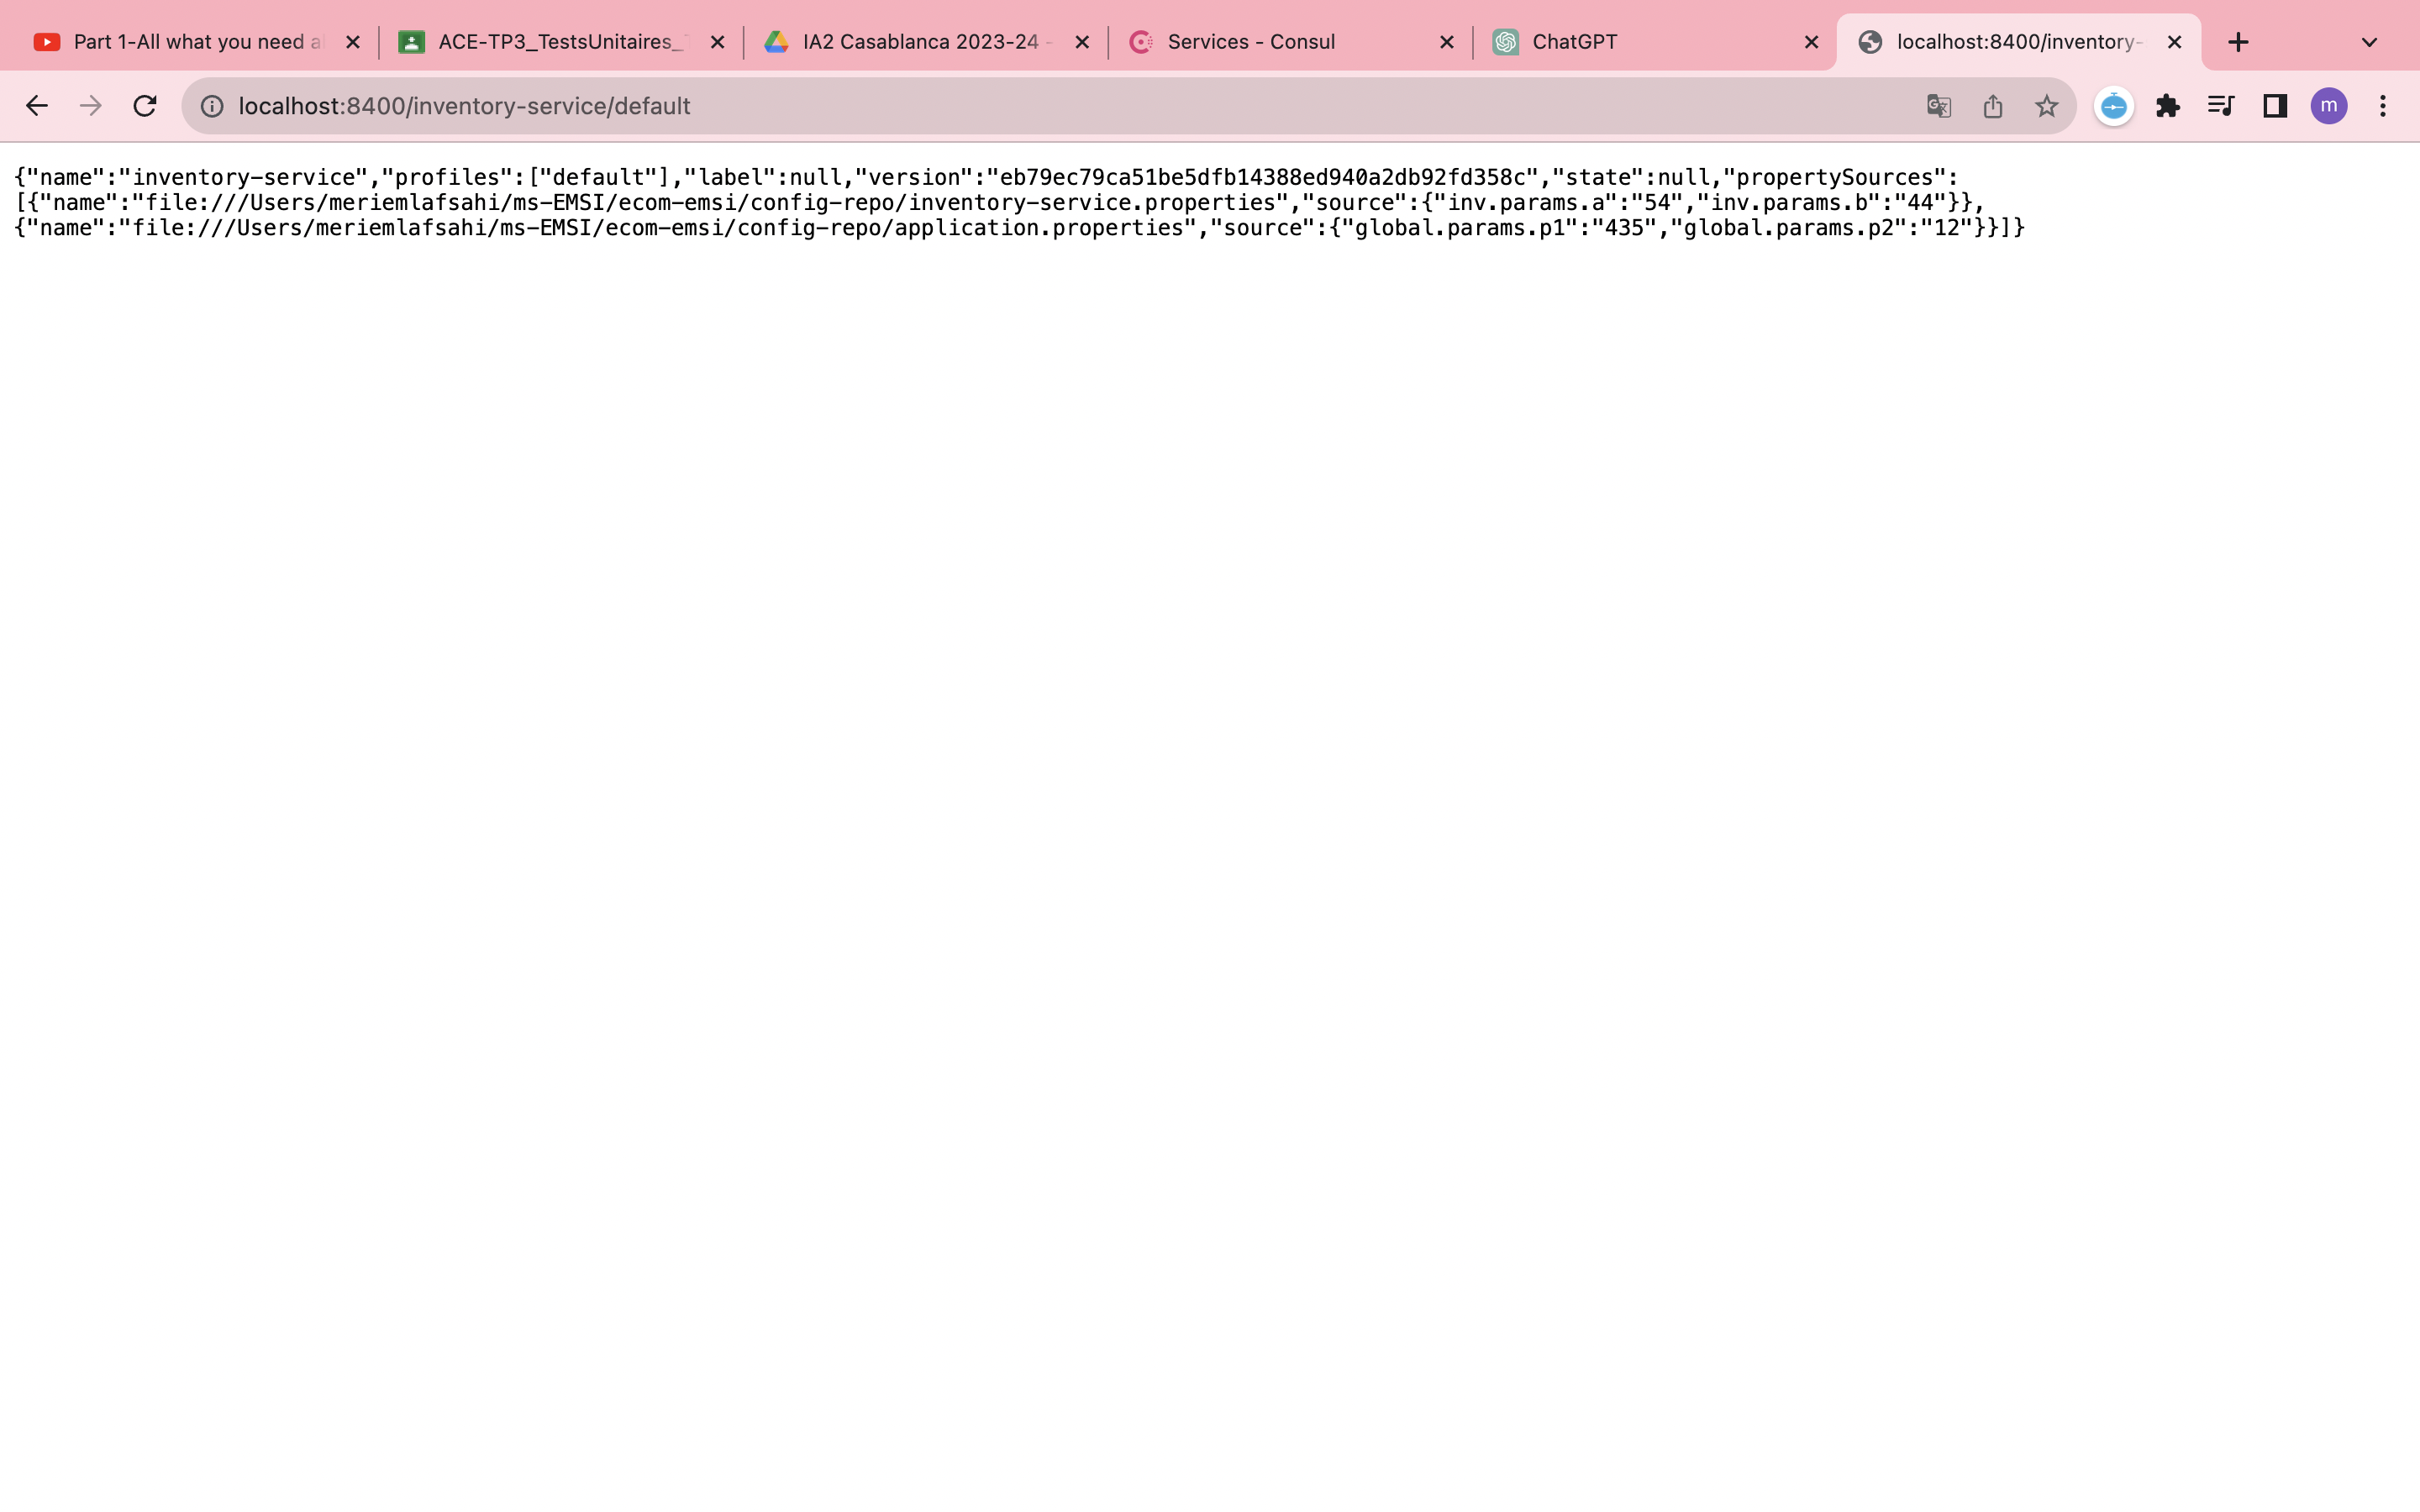 Part 1-All what you need a
ACE-TP3_TestsUnitaires_
IA2 Casablanca 2023-24 -
Services - Consul
ChatGPT
localhost:8400/inventory-
localhost:8400/inventory-service/default
m
{"name":"inventory-service","profiles":["default"],"label":null,"version":"eb79ec79ca51be5dfb14388ed940a2db92fd358c","state":null,"propertySources":
[{"name":"file:///Users/meriemlafsahi/ms-EMSI/ecom-emsi/config-repo/inventory-service.properties","source":{"inv.params.a":"54","inv.params.b":"44"}},
{"name":"file:///Users/meriemlafsahi/ms-EMSI/ecom-emsi/config-repo/application.properties","source":{"global.params.p1":"435","global.params.p2":"12"}}]}